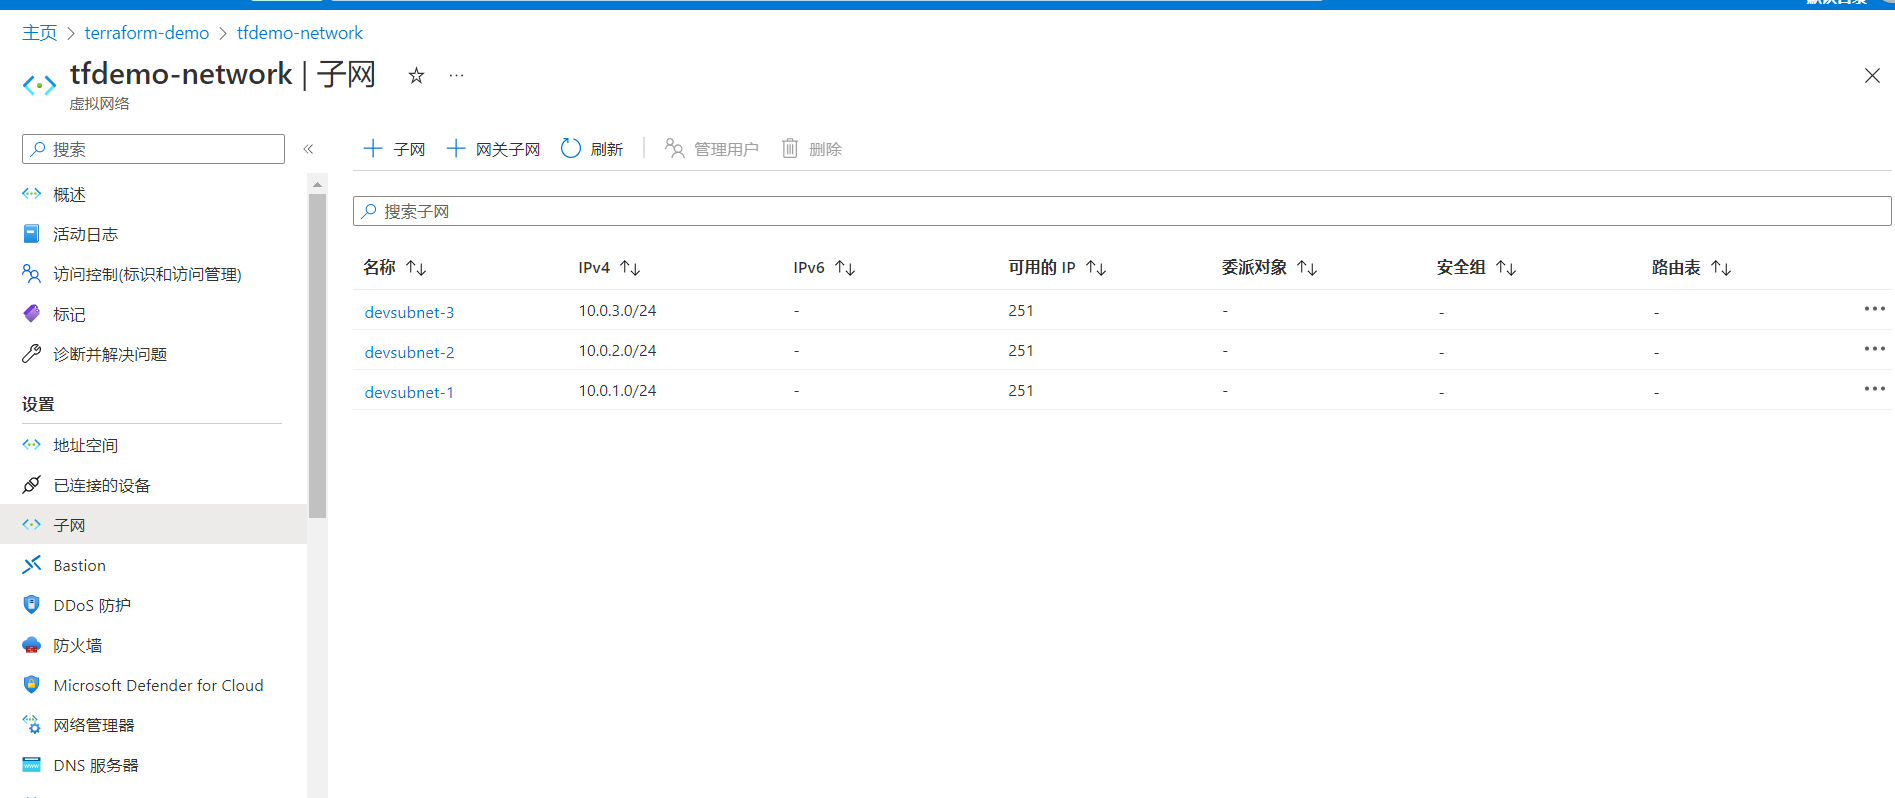 主页 > terraform-demo > tfdemo-network
tfdemo-network | 子网
虚拟网络
搜索
子网 网关子网 刷新 管理用户 删除
概述
活动日志
访问控制(标识和访问管理)
标记
诊断并解决问题
设置
地址空间
已连接的设备
子网
Bastion
DDoS 防护
防火墙
Microsoft Defender for Cloud
网络管理器
DNS 服务器
搜索子网
名称 IPv4 IPv6 可用的 IP 委派对象 安全组 路由表
devsubnet-3 10.0.3.0/24 - 251 - - -
devsubnet-2 10.0.2.0/24 - 251 - - -
devsubnet-1 10.0.1.0/24 - 251 - - -